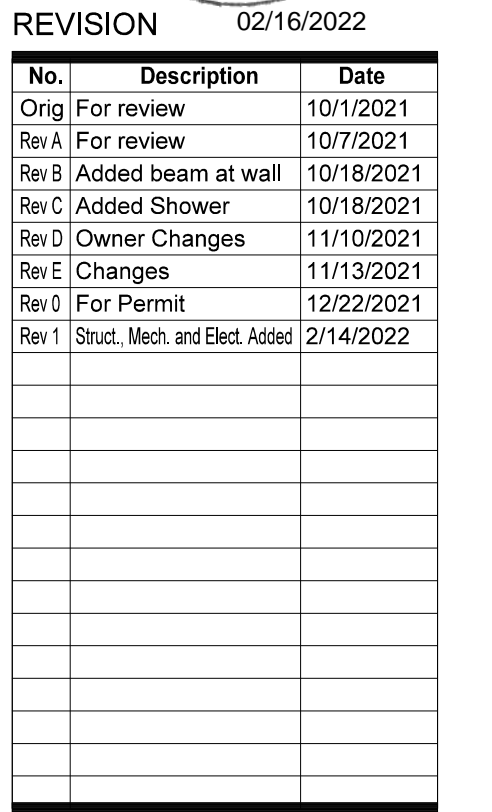 REVISION 02/16/2022
No. Description Date
Orig For review 10/1/2021
Rev A For review 10/7/2021
Rev B Added beam at wall 10/18/2021
Rev C Added Shower 10/18/2021
Rev D Owner Changes 11/10/2021
Rev E Changes 11/13/2021
Rev 0 For Permit 12/22/2021
Rev 1 Struct., Mech. and Elect. Added 2/14/2022